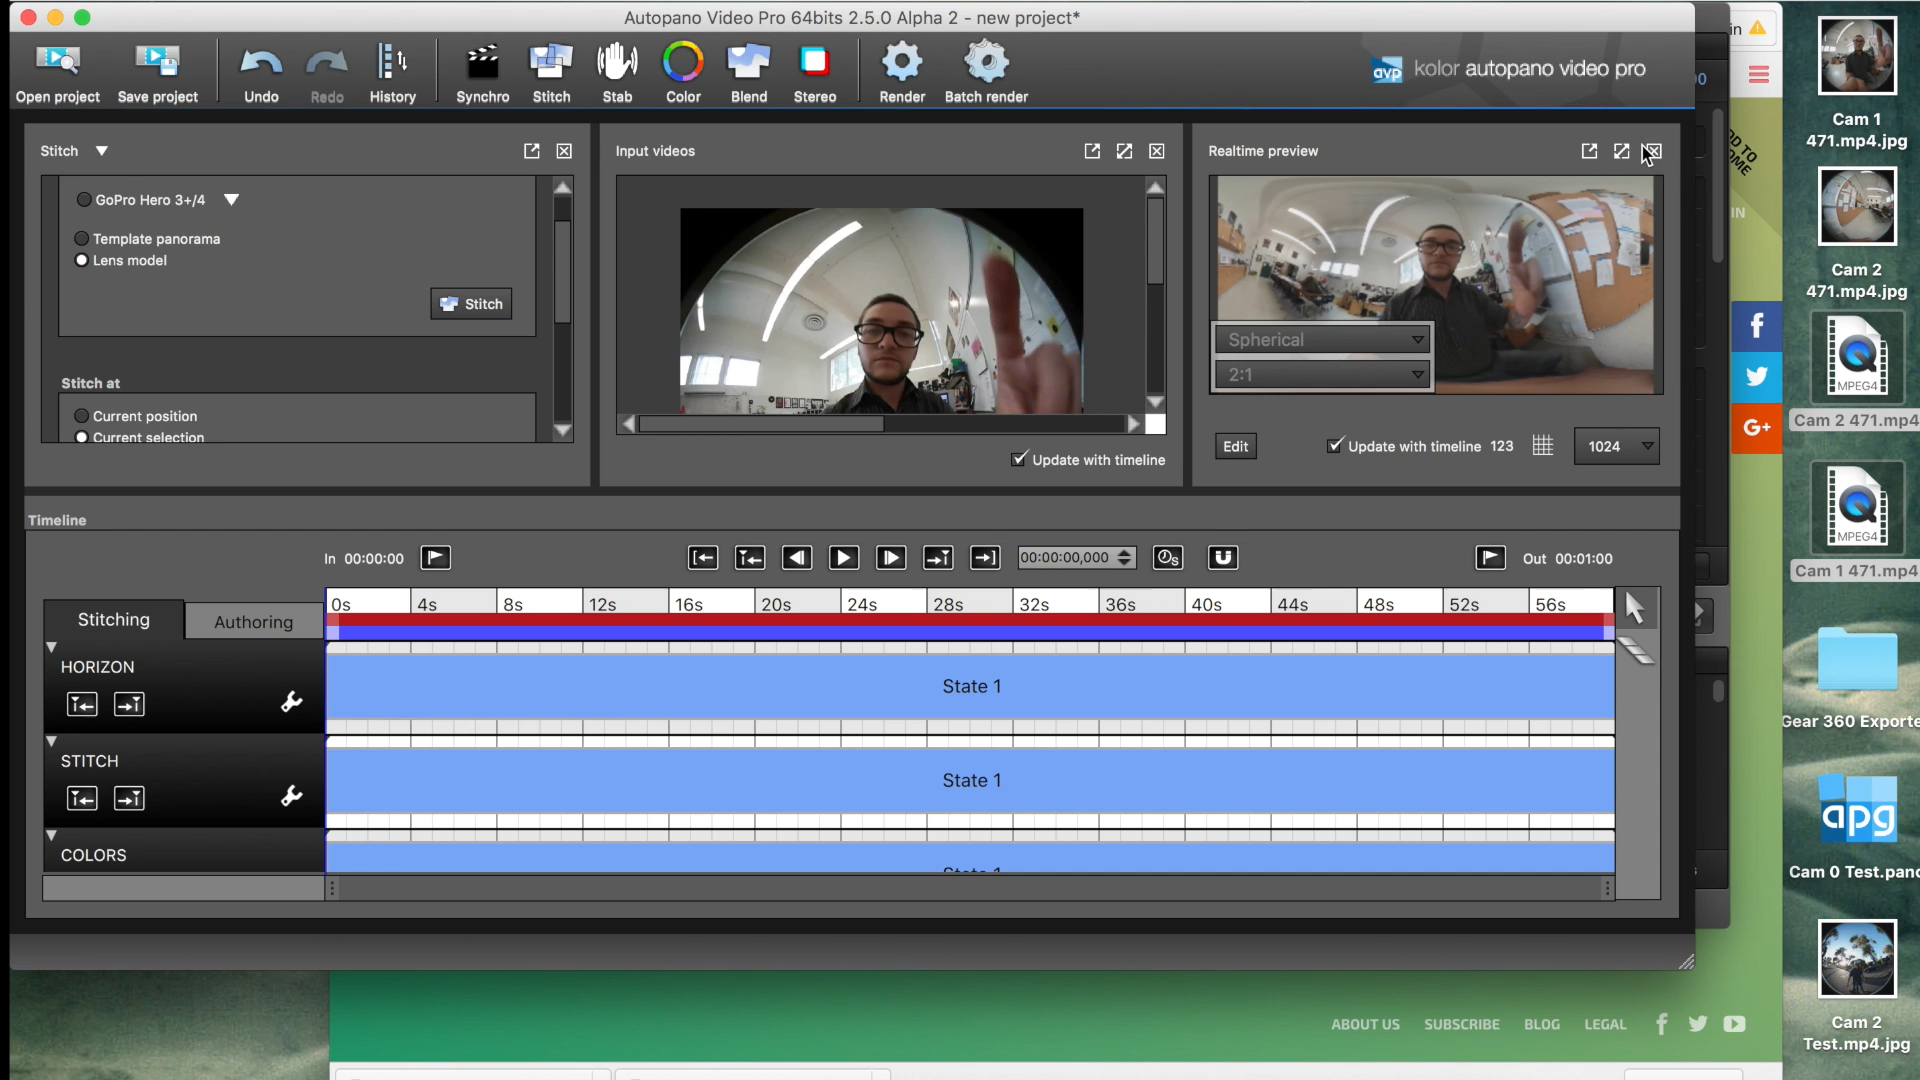 Autopano Video Pro 64bits 2.5.0 Alpha 2 - new project*
in
Open project
Save project
Undo
Redo
History
Synchro
Stitch
Stab
Color
Blend
Stereo
Render
Batch render
avp kolor autopano video pro
Stitch
Input videos
Realtime preview
GoPro Hero 3+/4
Template panorama
Lens model
Stitch
Stitch at
Current position
Current selection
Update with timeline
Spherical
2:1
Edit
Update with timeline
123
1024
Timeline
In 00:00:00
00:00:00,000
Out 00:01:00
Stitching
Authoring
0s
4s
8s
12s
16s
20s
24s
28s
32s
36s
40s
44s
48s
52s
56s
HORIZON
State 1
STITCH
State 1
COLORS
State 1
IN
f
G+
Cam 1
471.mp4.jpg
Cam 2
471.mp4.jpg
MPEG4
Cam 2 471.mp4
MPEG4
Cam 1 471.mp4
Gear 360 Exporte
apg
Cam 0 Test.pano
Cam 2
Test.mp4.jpg
ABOUT US
SUBSCRIBE
BLOG
LEGAL